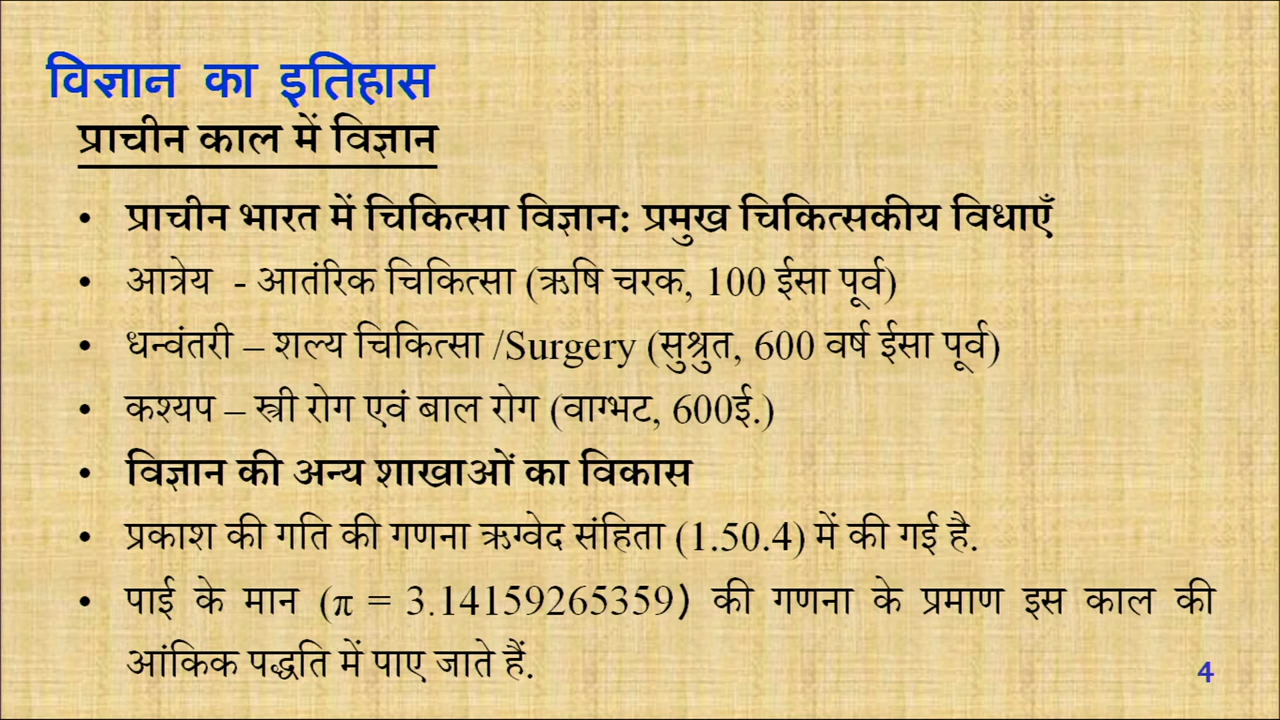 विज्ञान का इतिहास
प्राचीन काल में विज्ञान
• प्राचीन भारत में चिकित्सा विज्ञान: प्रमुख चिकित्सकीय विधाएँ
• आत्रेय - आतंरिक चिकित्सा (ऋषि चरक, 100 ईसा पूर्व)
• धन्वंतरी – शल्य चिकित्सा /Surgery (सुश्रुत, 600 वर्ष ईसा पूर्व)
• कश्यप – स्त्री रोग एवं बाल रोग (वाग्भट, 600ई.)
• विज्ञान की अन्य शाखाओं का विकास
• प्रकाश की गति की गणना ऋग्वेद संहिता (1.50.4) में की गई है.
• पाई के मान (π = 3.14159265359) की गणना के प्रमाण इस काल की
आंकिक पद्धति में पाए जाते हैं.
4